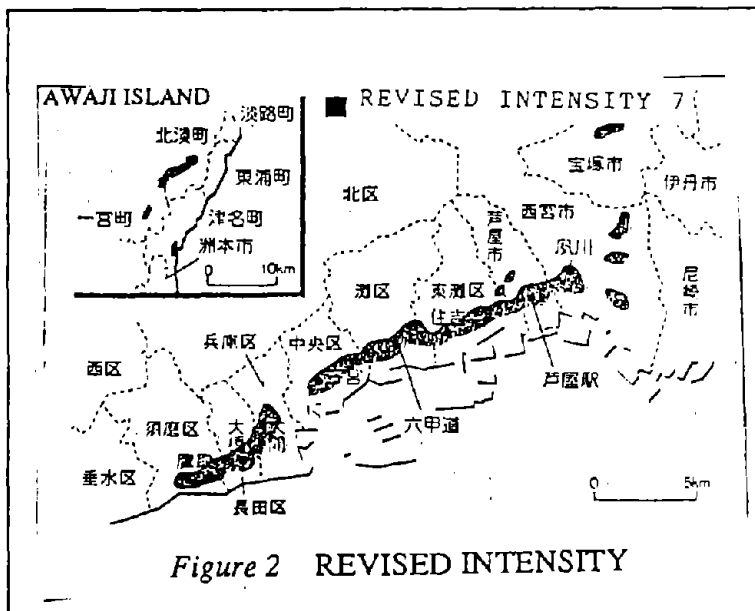 AWAJI ISLAND
淡路町
北淡町
東浦町
一宮町
津名町
洲本市
0 10km
■ REVISED INTENSITY 7
宝塚市
伊丹市
北区
西宮市
芦屋市
夙川
尼崎市
灘区
東灘区
住吉
兵庫区
中央区
西区
芦屋駅
須磨区
六甲道
垂水区
長田区
0 5km
Figure 2 REVISED INTENSITY